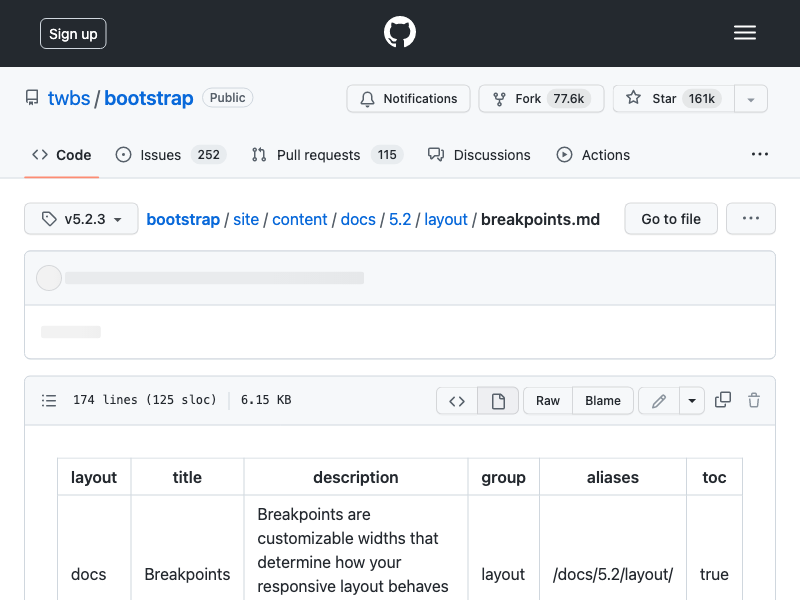 Sign up
twbs / bootstrap Public
Notifications Fork 77.6k Star 161k
Code Issues 252 Pull requests 115 Discussions Actions
v5.2.3 bootstrap / site / content / docs / 5.2 / layout / breakpoints.md Go to file
174 lines (125 sloc) 6.15 KB Raw Blame
layout title description group aliases toc
docs Breakpoints Breakpoints are
customizable widths that
determine how your
responsive layout behaves
layout /docs/5.2/layout/ true